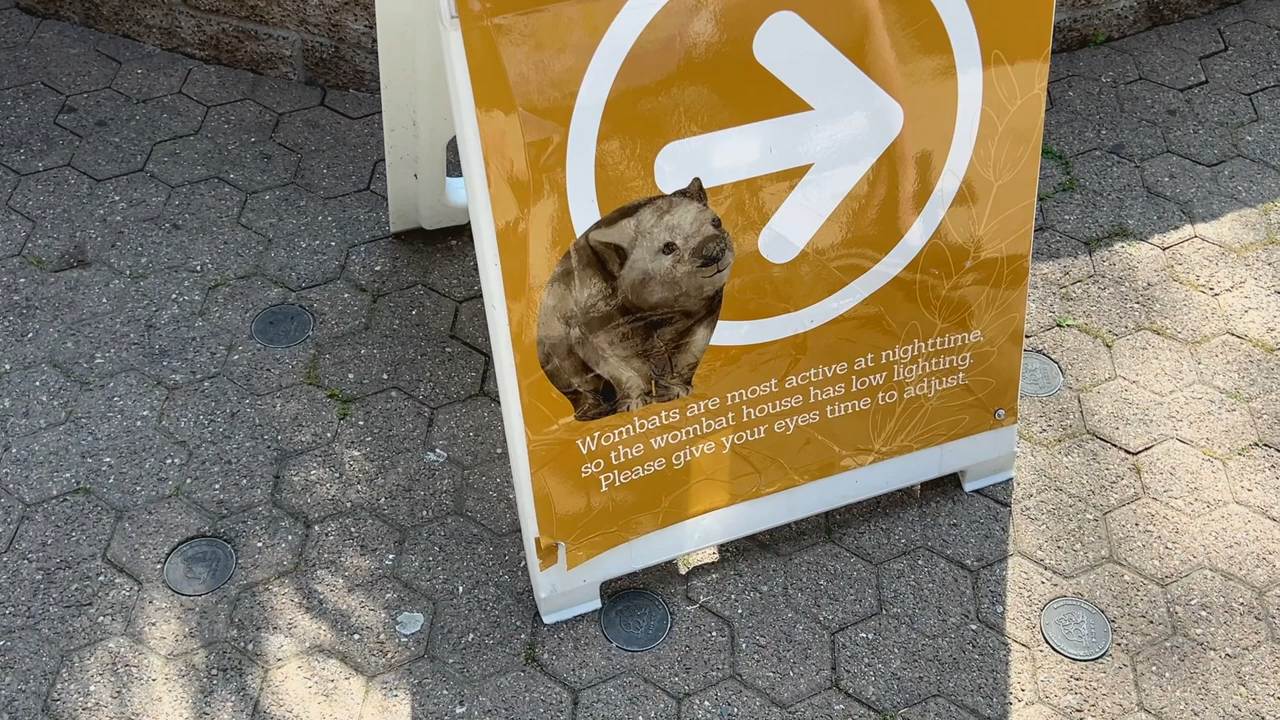 Wombats are most active at nighttime,
so the wombat house has low lighting.
Please give your eyes time to adjust.